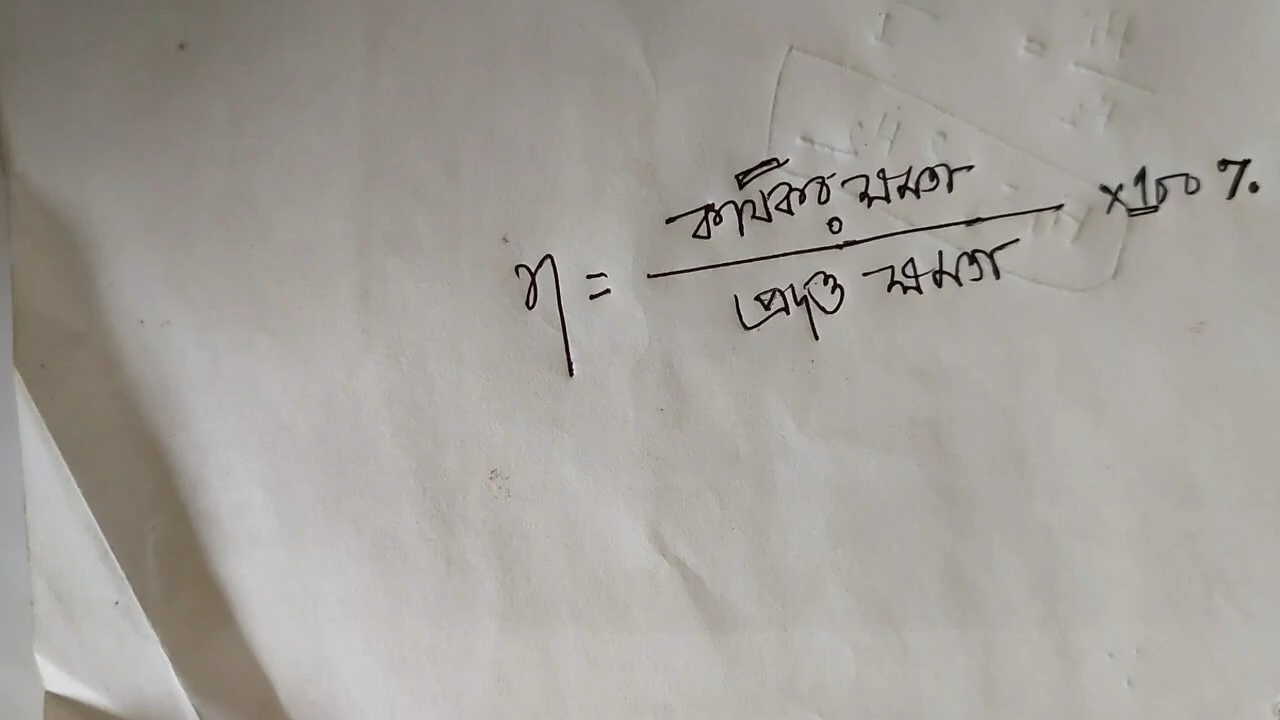 η = কার্যকর ক্ষমতা / প্রদত্ত ক্ষমতা ×100 %